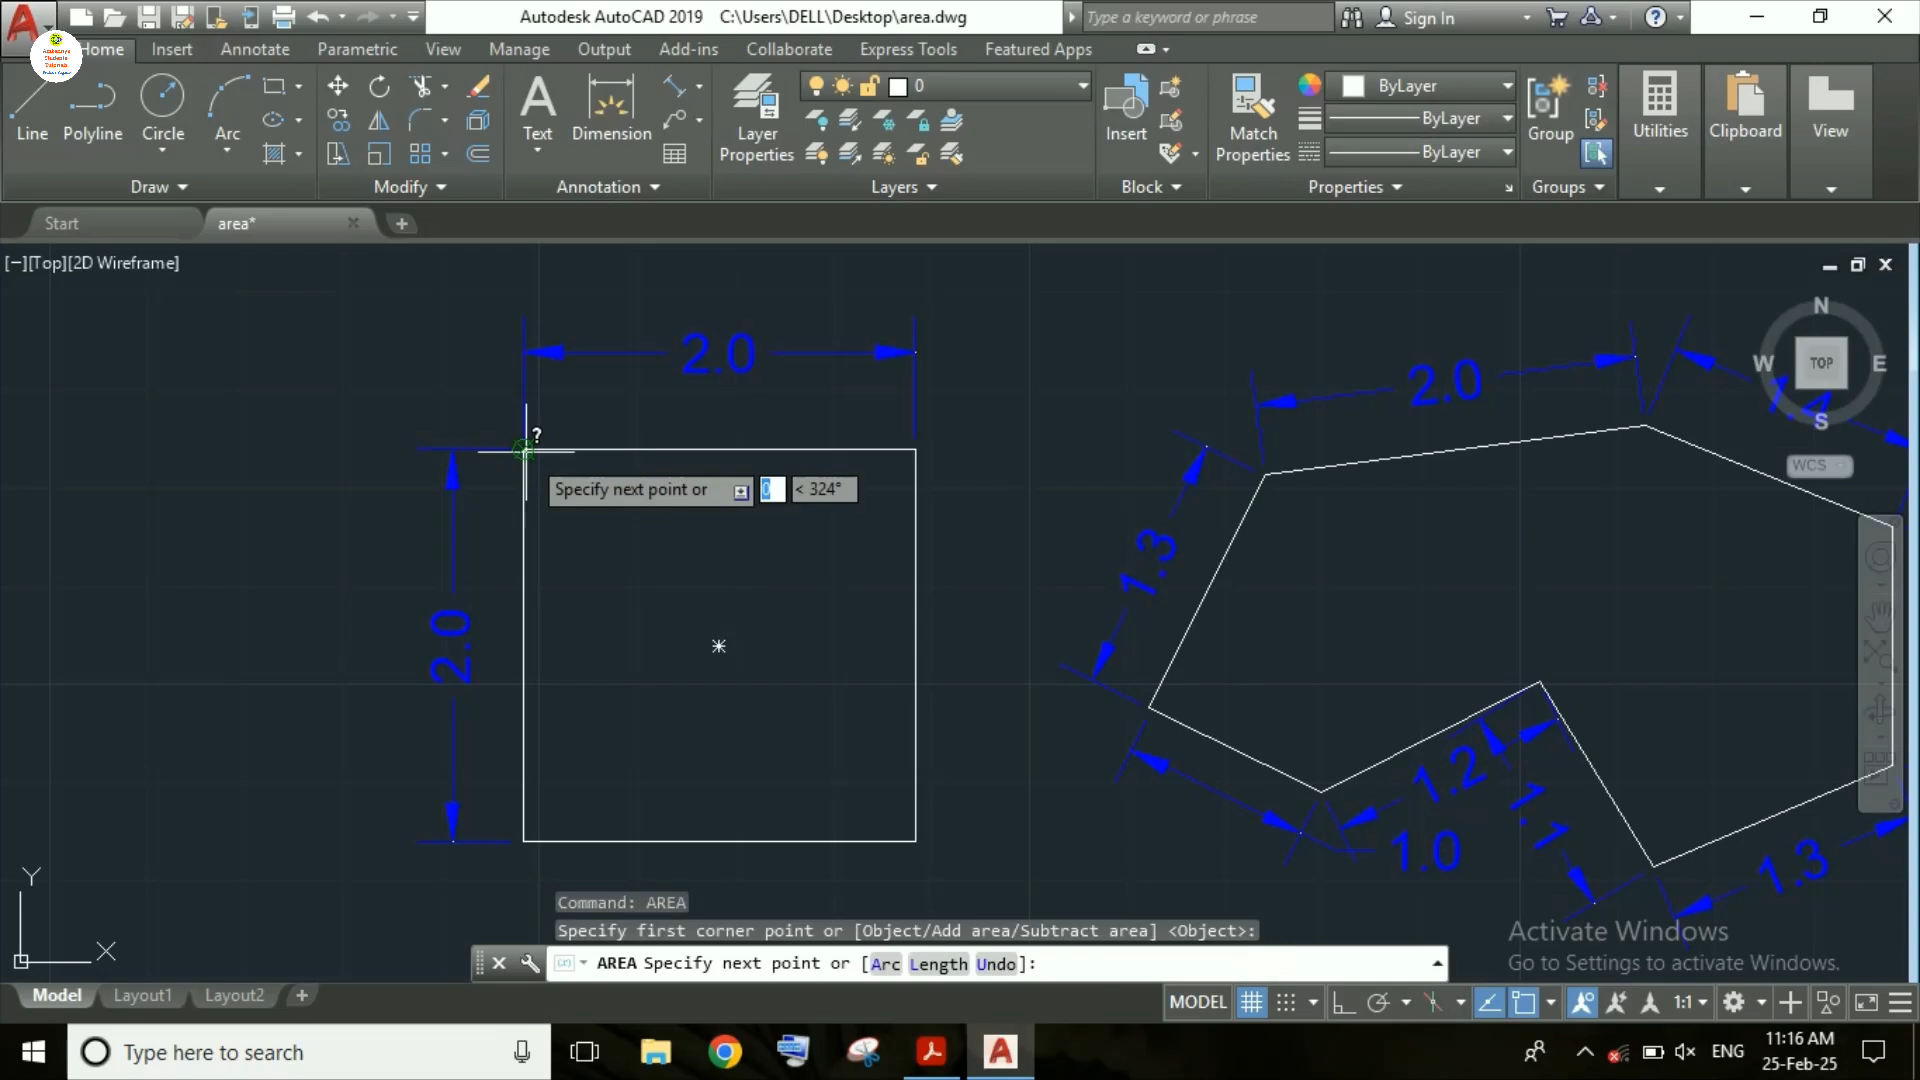 Autodesk AutoCAD 2019 C:\Users\DELL\Desktop\area.dwg
Type a keyword or phrase
Sign In
Home Insert Annotate Parametric View Manage Output Add-ins Collaborate Express Tools Featured Apps
Line Polyline Circle Arc
Text Dimension
Layer Properties
0
Insert
Match Properties
ByLayer
ByLayer
ByLayer
Group
Utilities
Clipboard
View
Draw Modify Annotation Layers Block Properties Groups
Start area*
[−][Top][2D Wireframe]
N
W TOP E
S
WCS
2.0
2.0
2.0
1.4
1.3
1.2
1.1
1.0
1.3
?
Specify next point or 0 < 324°
Y
X
Command: AREA
Specify first corner point or [Object/Add area/Subtract area] <Object>:
AREA Specify next point or [Arc Length Undo]:
Activate Windows
Go to Settings to activate Windows.
Model Layout1 Layout2 +
MODEL 1:1
Type here to search
ENG
11:16 AM
25-Feb-25